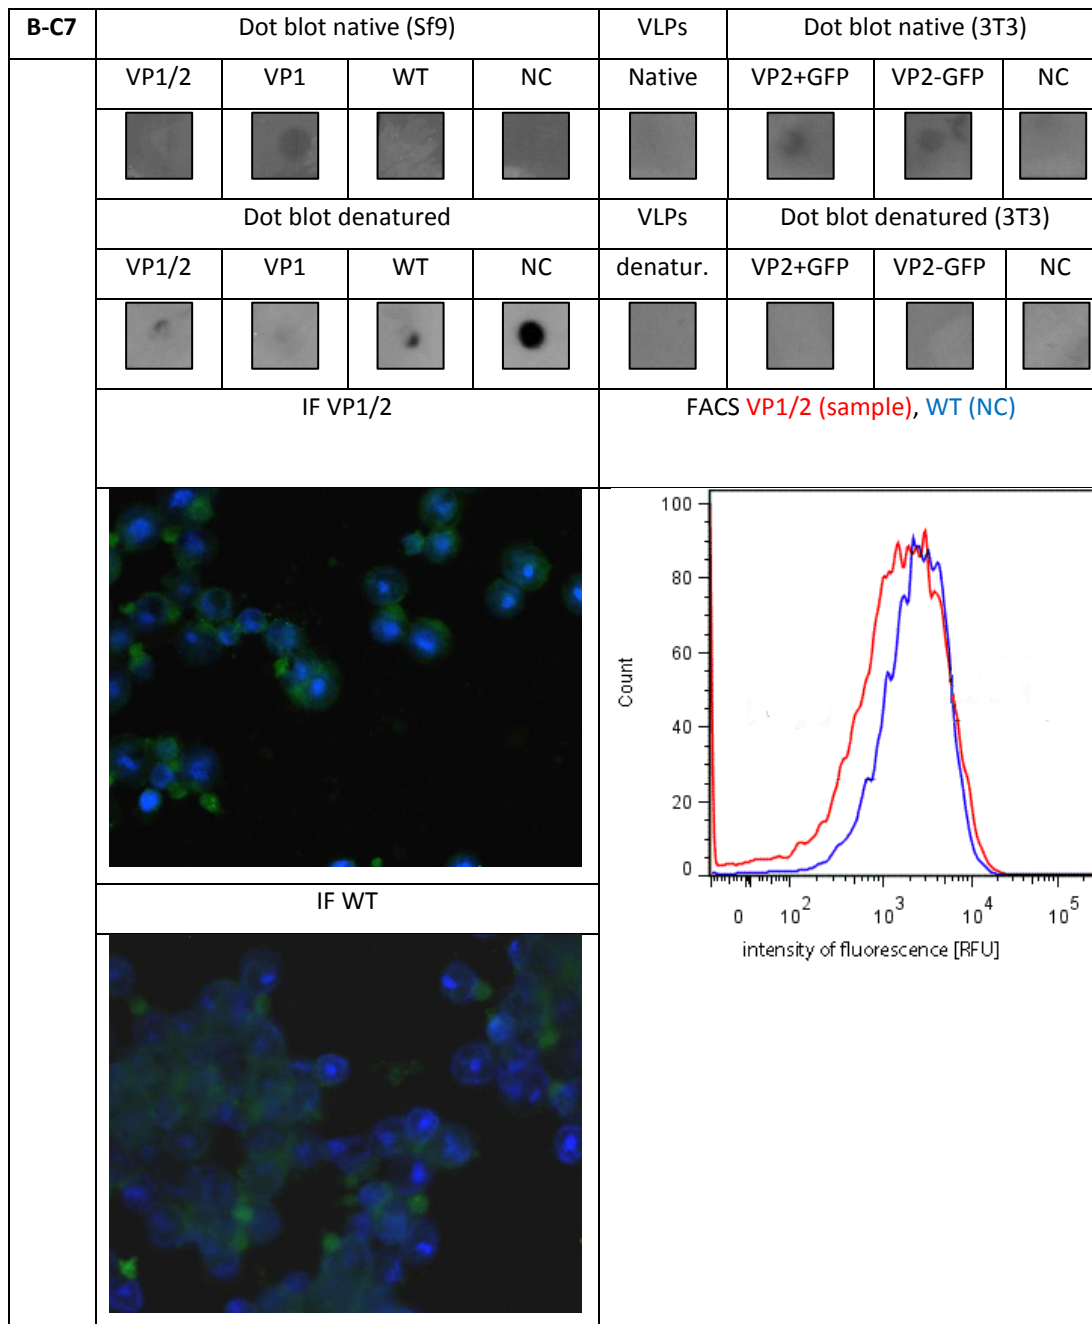 B-C7 Dot blot native (Sf9) VLPs Dot blot native (3T3)
VP1/2 VP1 WT NC Native VP2+GFP VP2-GFP NC
Dot blot denatured VLPs Dot blot denatured (3T3)
VP1/2 VP1 WT NC denatur. VP2+GFP VP2-GFP NC
IF VP1/2 FACS VP1/2 (sample), WT (NC)
100
80
60
40
20
0
Count
0 10^2 10^3 10^4 10^5
intensity of fluorescence [RFU]
IF WT